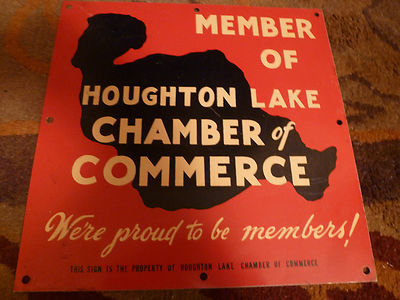 MEMBER
OF
HOUGHTON LAKE
CHAMBER of
COMMERCE
We're proud to be members!
THIS SIGN IS THE PROPERTY OF HOUGHTON LAKE CHAMBER OF COMMERCE